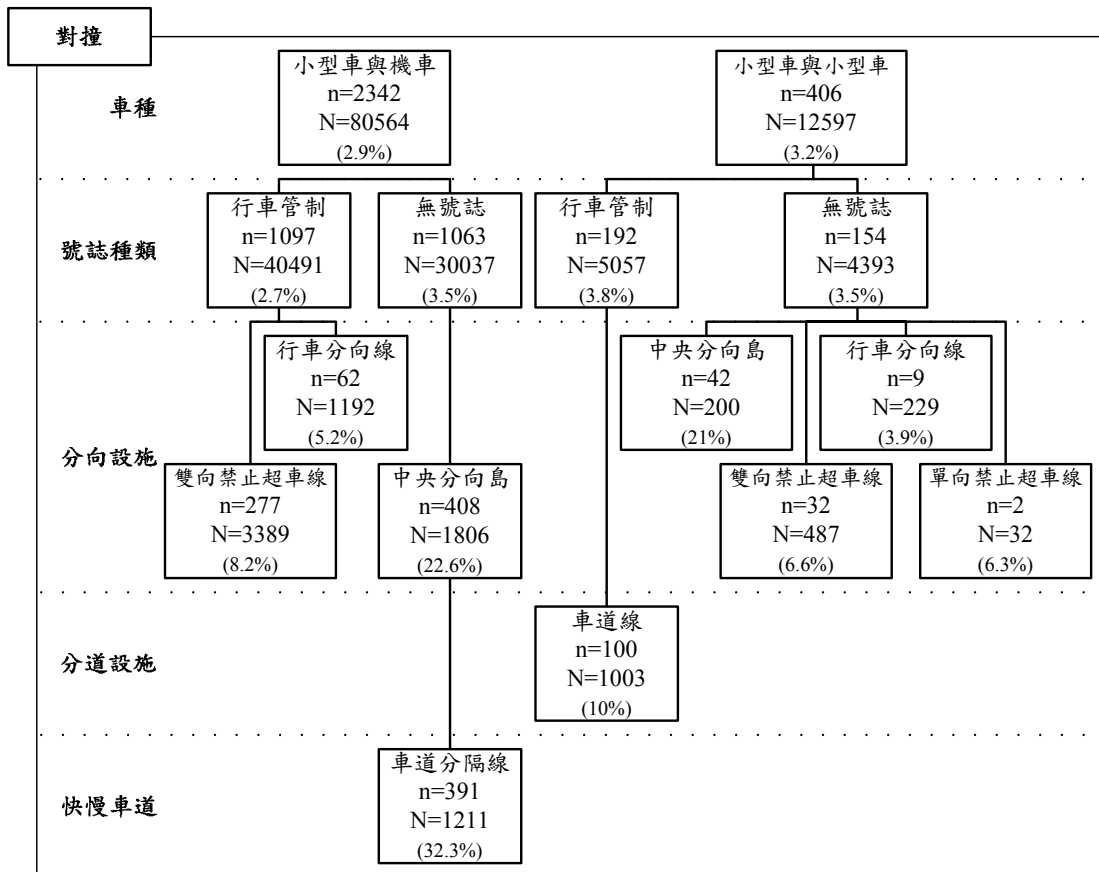 對撞
車種
小型車與機車
n=2342
N=80564
(2.9%)
小型車與小型車
n=406
N=12597
(3.2%)
號誌種類
行車管制
n=1097
N=40491
(2.7%)
無號誌
n=1063
N=30037
(3.5%)
行車管制
n=192
N=5057
(3.8%)
無號誌
n=154
N=4393
(3.5%)
分向設施
行車分向線
n=62
N=1192
(5.2%)
中央分向島
n=42
N=200
(21%)
行車分向線
n=9
N=229
(3.9%)
雙向禁止超車線
n=277
N=3389
(8.2%)
中央分向島
n=408
N=1806
(22.6%)
雙向禁止超車線
n=32
N=487
(6.6%)
單向禁止超車線
n=2
N=32
(6.3%)
分道設施
車道線
n=100
N=1003
(10%)
快慢車道
車道分隔線
n=391
N=1211
(32.3%)